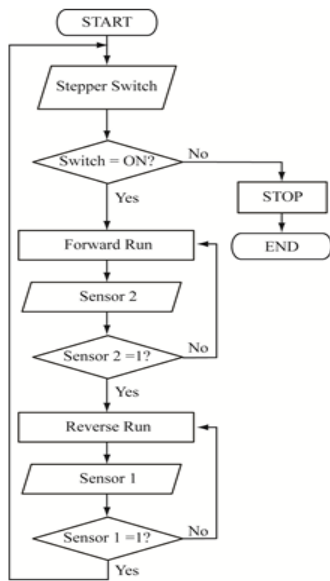 START
Stepper Switch
Switch = ON?
No
Yes
STOP
END
Forward Run
Sensor 2
Sensor 2 =1?
No
Yes
Reverse Run
Sensor 1
Sensor 1 =1?
No
Yes